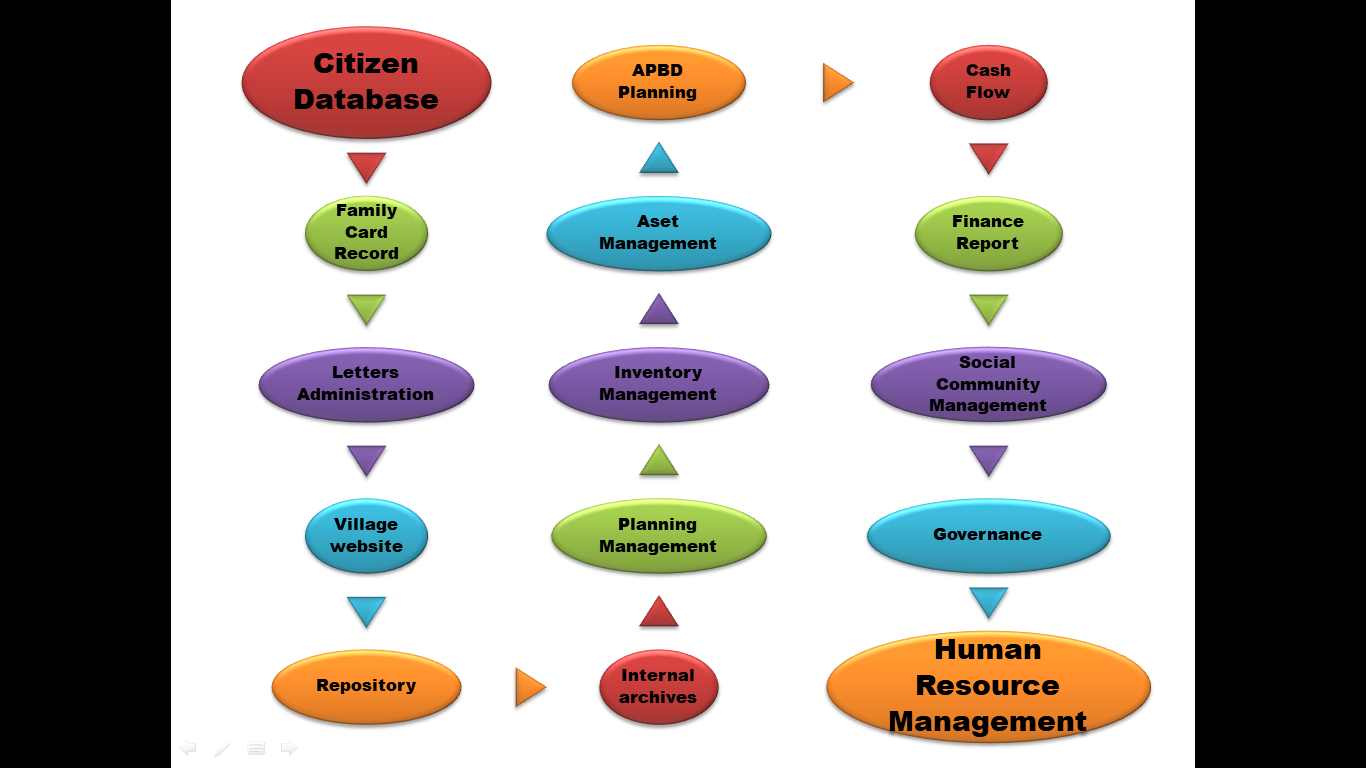 Citizen
Database
Family
Card
Record
Letters
Administration
Village
website
Repository
Internal
archives
Planning
Management
Inventory
Management
Aset
Management
APBD
Planning
Cash
Flow
Finance
Report
Social
Community
Management
Governance
Human
Resource
Management